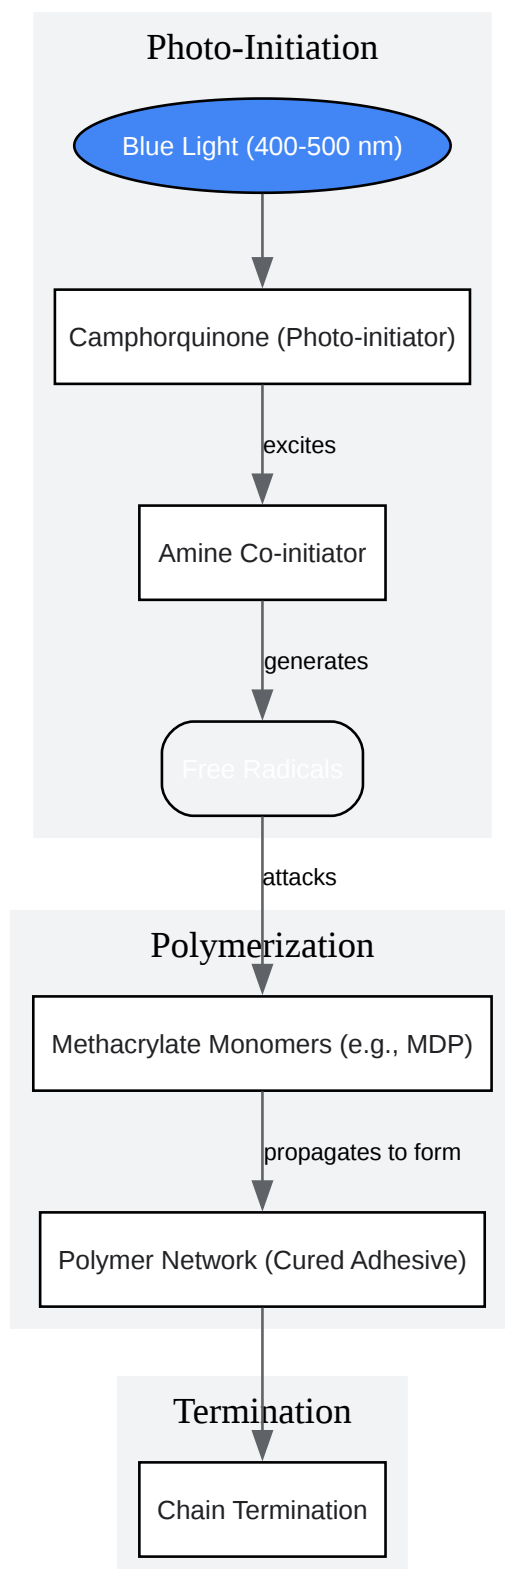 Photo-Initiation
Blue Light (400-500 nm)
Camphorquinone (Photo-initiator)
excites
Amine Co-initiator
generates
Free Radicals
attacks
Polymerization
Methacrylate Monomers (e.g., MDP)
propagates to form
Polymer Network (Cured Adhesive)
Termination
Chain Termination